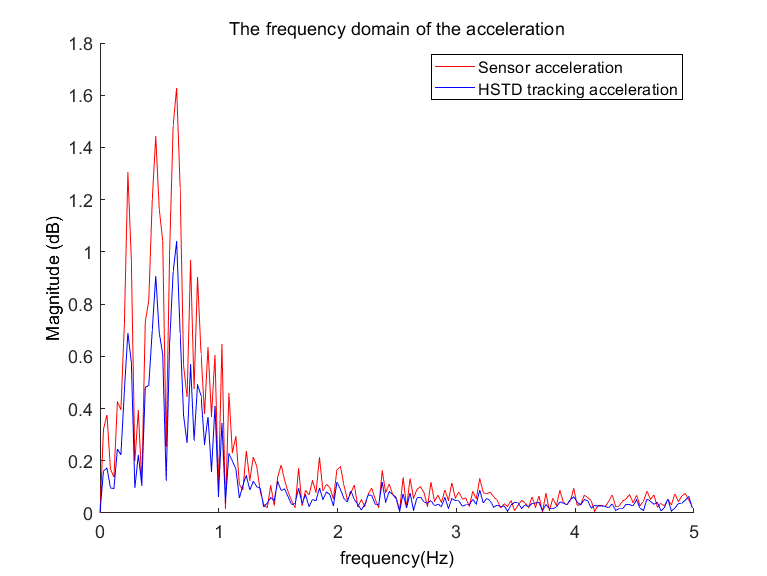 The frequency domain of the acceleration
Sensor acceleration
HSTD tracking acceleration
Magnitude (dB)
1.8
1.6
1.4
1.2
1
0.8
0.6
0.4
0.2
0
0 1 2 3 4 5
frequency(Hz)